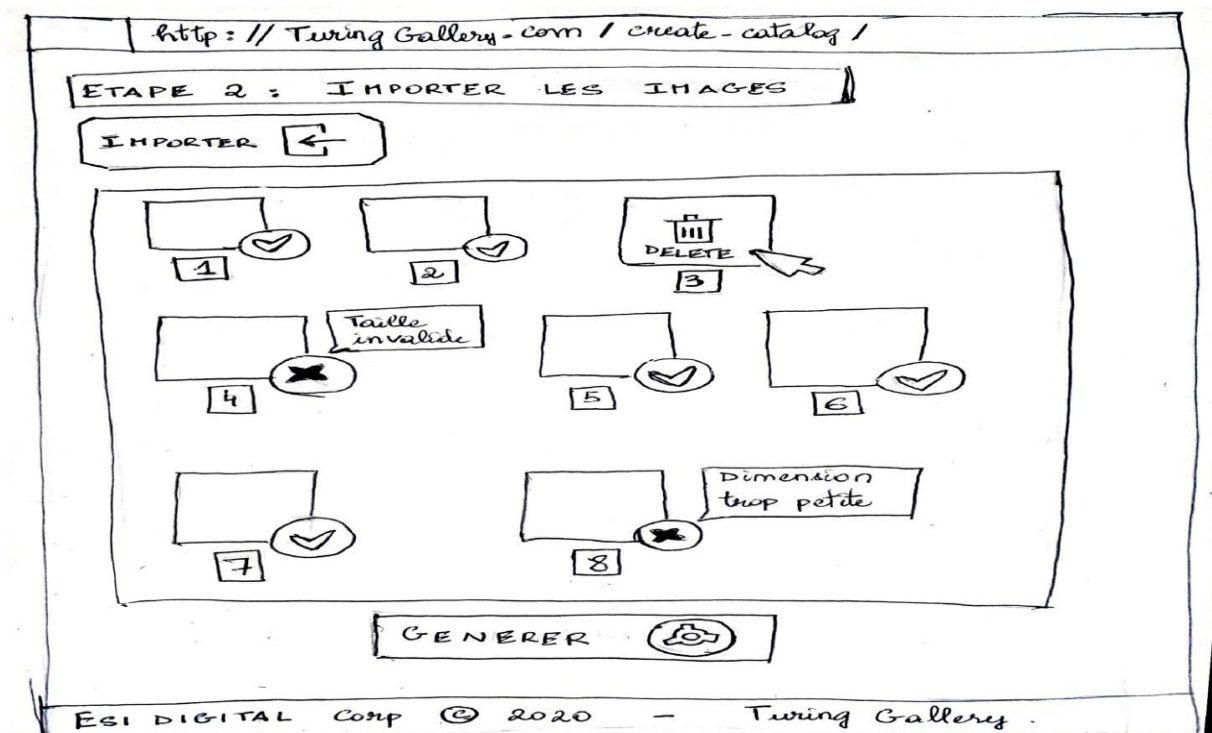 http://Turing Gallery.com/create-catalog/
ETAPE 2 : IMPORTER LES IMAGES
IMPORTER
DELETE
1
2
3
Taille
invalide
4
5
6
Dimension
trop petite
7
8
GENERER
ESI DIGITAL Corp © 2020 - Turing Gallery.